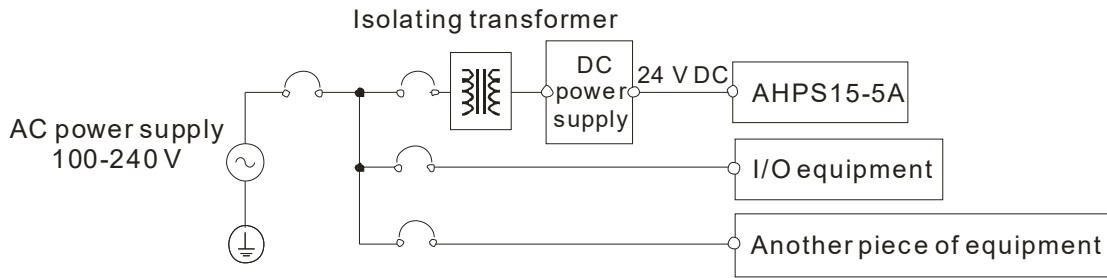 Isolating transformer
DC
power
supply
24 V DC
AHPS15-5A
AC power supply
100-240 V
I/O equipment
Another piece of equipment